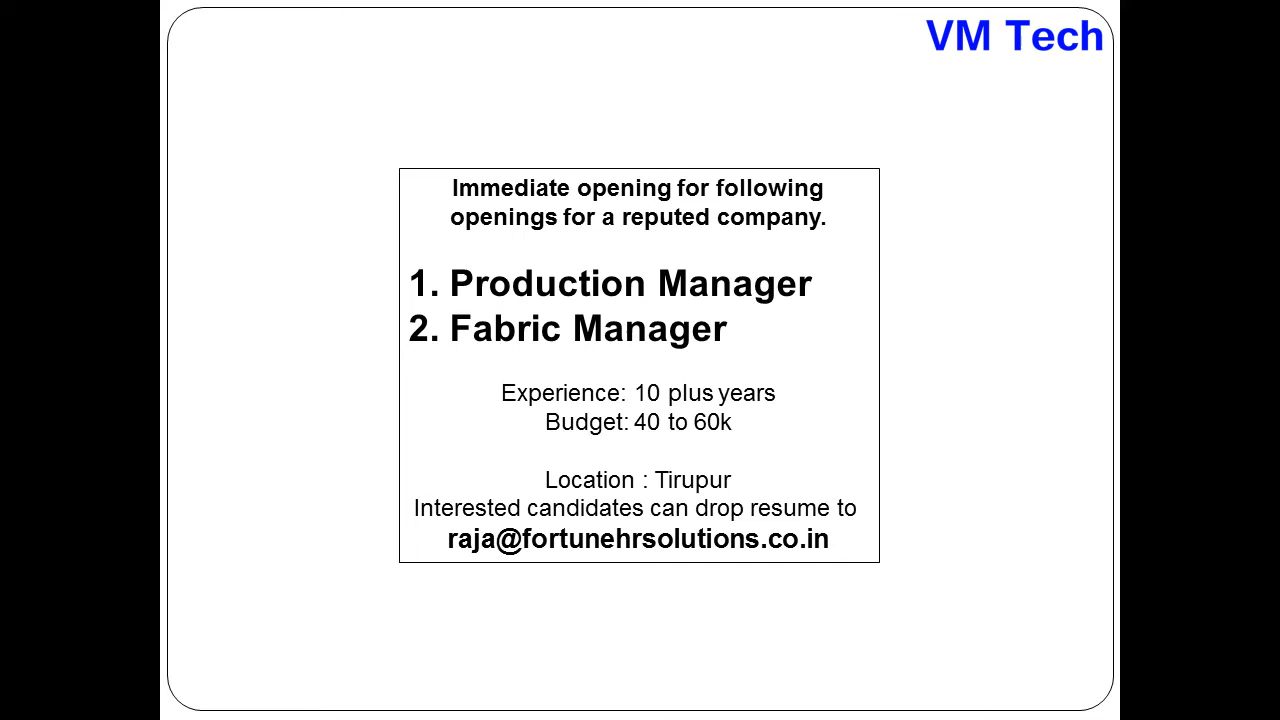 VM Tech
Immediate opening for following
openings for a reputed company.
1. Production Manager
2. Fabric Manager
Experience: 10 plus years
Budget: 40 to 60k
Location : Tirupur
Interested candidates can drop resume to
raja@fortunehrsolutions.co.in